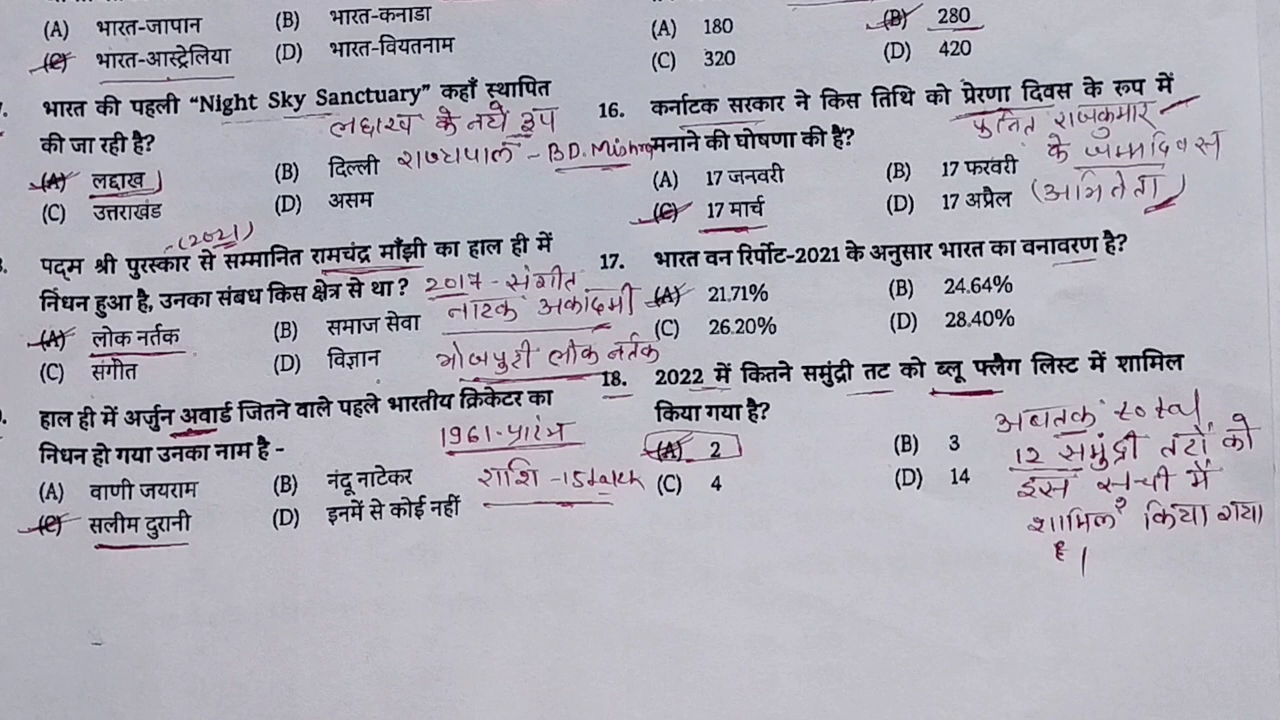 (A) भारत-जापान
(B) भारत-कनाडा
(C) भारत-आस्ट्रेलिया
(D) भारत-वियतनाम
भारत की पहली “Night Sky Sanctuary” कहाँ स्थापित
की जा रही है?
लद्दाख के नये रूप
राज्यपाल - B.D. Mishra
(A) लद्दाख
(B) दिल्ली
(C) उत्तराखंड
(D) असम
(2021)
पद्म श्री पुरस्कार से सम्मानित रामचंद्र माँझी का हाल ही में
निधन हुआ है, उनका संबध किस क्षेत्र से था?
2017 - संगीत
नाटक अकादमी
(A) लोक नर्तक
(B) समाज सेवा
(C) संगीत
(D) विज्ञान
भोजपुरी लोक नर्तक
हाल ही में अर्जुन अवार्ड जितने वाले पहले भारतीय क्रिकेटर का
निधन हो गया उनका नाम है -
1961-प्रारंभ
राशि - 15 lakh
(A) वाणी जयराम
(B) नंदू नाटेकर
(C) सलीम दुरानी
(D) इनमें से कोई नहीं
(A) 180
(B) 280
(C) 320
(D) 420
16. कर्नाटक सरकार ने किस तिथि को प्रेरणा दिवस के रूप में
मनाने की घोषणा की है?
पुनित राजकुमार
के जन्मदिवस
(अभिनेता)
(A) 17 जनवरी
(B) 17 फरवरी
(C) 17 मार्च
(D) 17 अप्रैल
17. भारत वन रिर्पोट-2021 के अनुसार भारत का वनावरण है?
(A) 21.71%
(B) 24.64%
(C) 26.20%
(D) 28.40%
18. 2022 में कितने समुंद्री तट को ब्लू फ्लैग लिस्ट में शामिल
किया गया है?
(A) 2
(B) 3
(C) 4
(D) 14
अबतक total
12 समुंद्री तटों को
इस सूची में
शामिल किया गया
है।